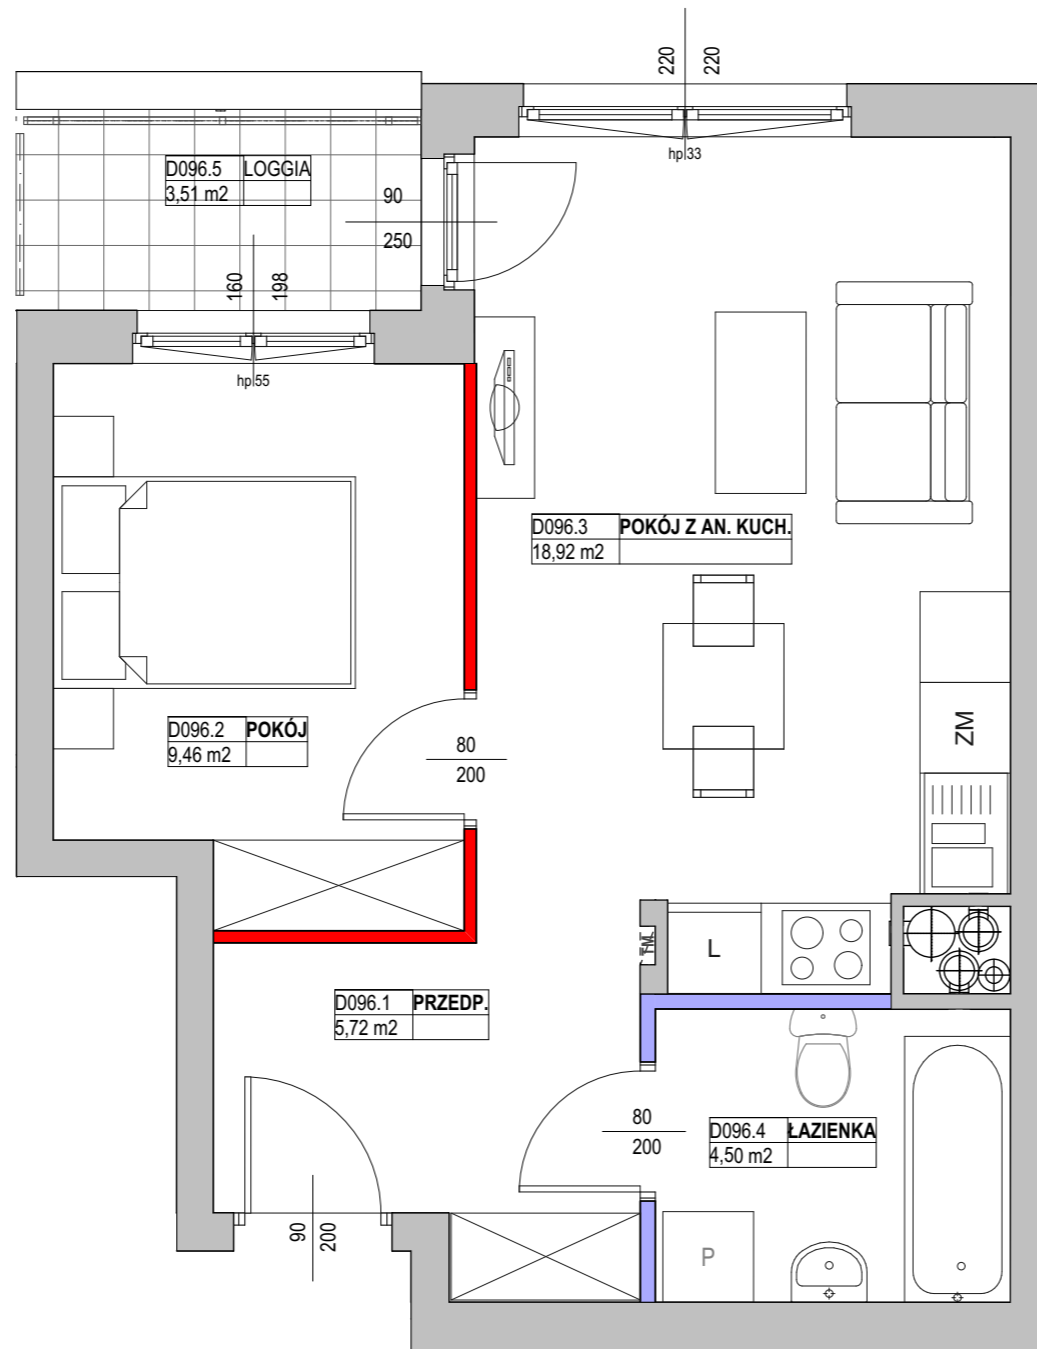 220
220
hp 33
D096.5 LOGGIA
3,51 m2
90
250
160
198
hp 55
D096.3 POKÓJ Z AN. KUCH.
18,92 m2
D096.2 POKÓJ
9,46 m2
80
200
ZM
TM
L
D096.1 PRZEDP.
5,72 m2
80
200
D096.4 ŁAZIENKA
4,50 m2
90
200
P